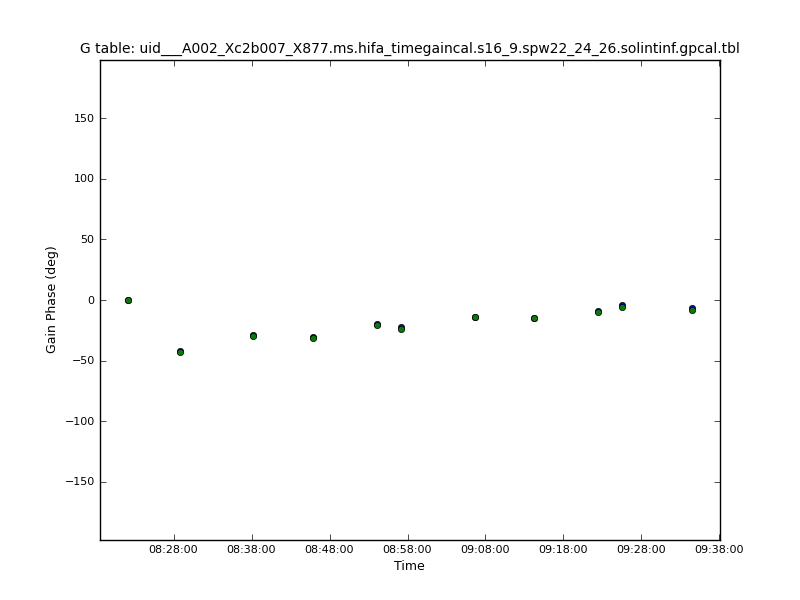 G table: uid___A002_Xc2b007_X877.ms.hifa_timegaincal.s16_9.spw22_24_26.solintinf.gpcal.tbl
Gain Phase (deg)
150
100
50
0
−50
−100
−150
08:28:00 08:38:00 08:48:00 08:58:00 09:08:00 09:18:00 09:28:00 09:38:00
Time